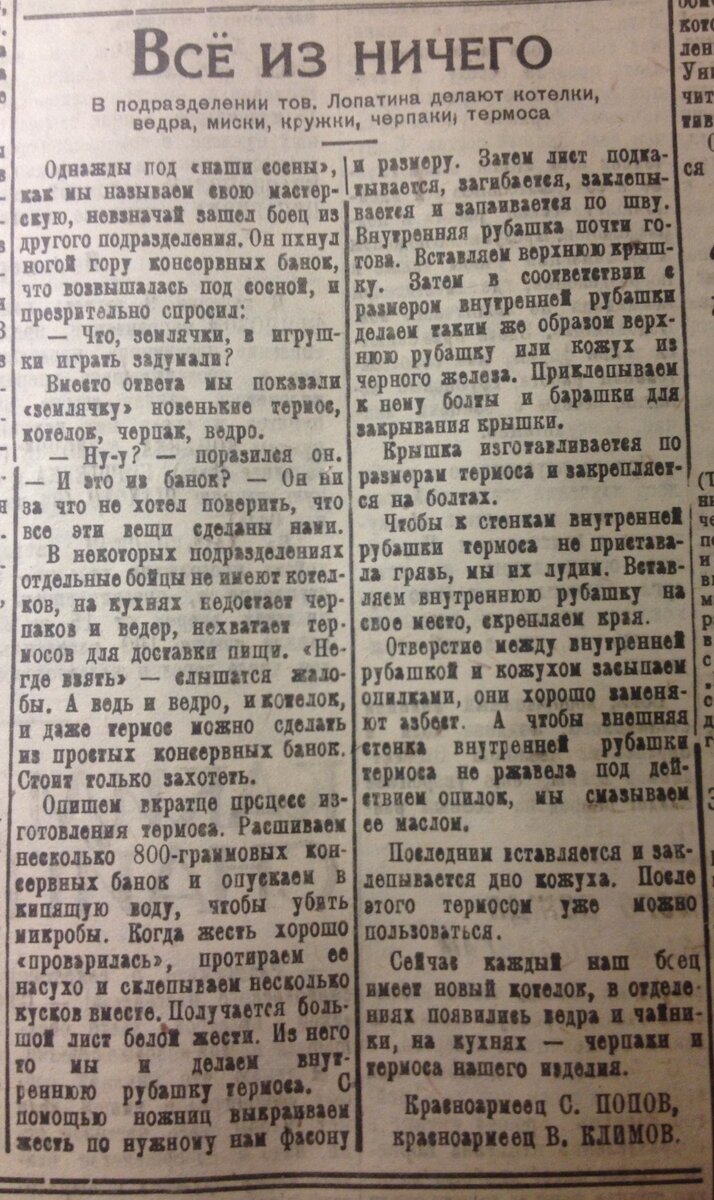 ВСЁ ИЗ НИЧЕГО
В подразделении тов. Лопатина делают котелки,
ведра, миски, кружки, черпаки, термоса
Однажды под «наши сосны»,
как мы называем свою мастер-
скую, невзначай зашел боец из
другого подразделения. Он пхнул
ногой гору консервных банок,
что возвышалась под сосной, и
презрительно спросил:
— Что, землячки, в игруш-
ки играть задумали?
Вместо ответа мы показали
«землячку» новенькие термос,
котелок, черпак, ведро.
— Ну-у? — поразился он.
— И это из банок? — Он ни
за что не хотел поверить, что
все эти вещи сделаны нами.
В некоторых подразделениях
отдельные бойцы не имеют котел-
ков, на кухнях недостает чер-
паков и ведер, нехватает тер-
мосов для доставки пищи. «Не-
где взять» — слышатся жало-
бы. А ведь и ведро, и котелок,
и даже термос можно сделать
из простых консервных банок.
Стоит только захотеть.
Опишем вкратце процесс из-
готовления термоса. Расшиваем
несколько 800-граммовых кон-
сервных банок и опускаем в
кипящую воду, чтобы убить
микробы. Когда жесть хорошо
«проварилась», протираем ее
насухо и склепываем несколько
кусков вместе. Получается боль-
шой лист белой жести. Из него
то мы и делаем внут-
реннюю рубашку термоса. С
помощью ножниц выкраиваем
жесть по нужному нам фасону
и размеру. Затем лист подка-
тывается, загибается, заклепы-
вается и запаивается по шву.
Внутренняя рубашка почти го-
това. Вставляем верхнюю крыш-
ку. Затем в соответствии с
размером внутренней рубашки
делаем таким же образом верх-
нюю рубашку или кожух из
черного железа. Приклепываем
к нему болты и барашки для
закрывания крышки.
Крышка изготавливается по
размерам термоса и закрепляет-
ся на болтах.
Чтобы к стенкам внутренней
рубашки термоса не пристава-
ла грязь, мы их лудим. Встав-
ляем внутреннюю рубашку на
свое место, скрепляем края.
Отверстие между внутренней
рубашкой и кожухом засыпаем
опилками, они хорошо заменя-
ют азбест. А чтобы внешняя
стенка внутренней рубашки
термоса не ржавела под дей-
ствием опилок, мы смазываем
ее маслом.
Последним вставляется и зак-
лепывается дно кожуха. После
этого термосом уже можно
пользоваться.
Сейчас каждый наш боец
имеет новый котелок, в отделе-
ниях появились ведра и чайни-
ки, на кухнях — черпаки и
термоса нашего изделия.
Красноармеец С. ПОПОВ,
красноармеец В. КЛИМОВ.